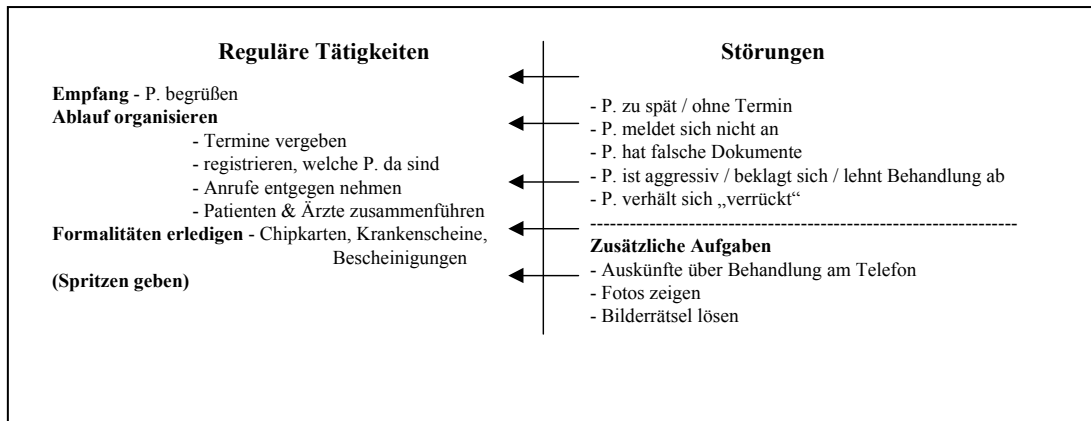 Reguläre Tätigkeiten
Empfang - P. begrüßen
Ablauf organisieren
- Termine vergeben
- registrieren, welche P. da sind
- Anrufe entgegen nehmen
- Patienten & Ärzte zusammenführen
Formalitäten erledigen - Chipkarten, Krankenscheine,
Bescheinigungen
(Spritzen geben)
Störungen
- P. zu spät / ohne Termin
- P. meldet sich nicht an
- P. hat falsche Dokumente
- P. ist aggressiv / beklagt sich / lehnt Behandlung ab
- P. verhält sich „verrückt“
Zusätzliche Aufgaben
- Auskünfte über Behandlung am Telefon
- Fotos zeigen
- Bilderrätsel lösen